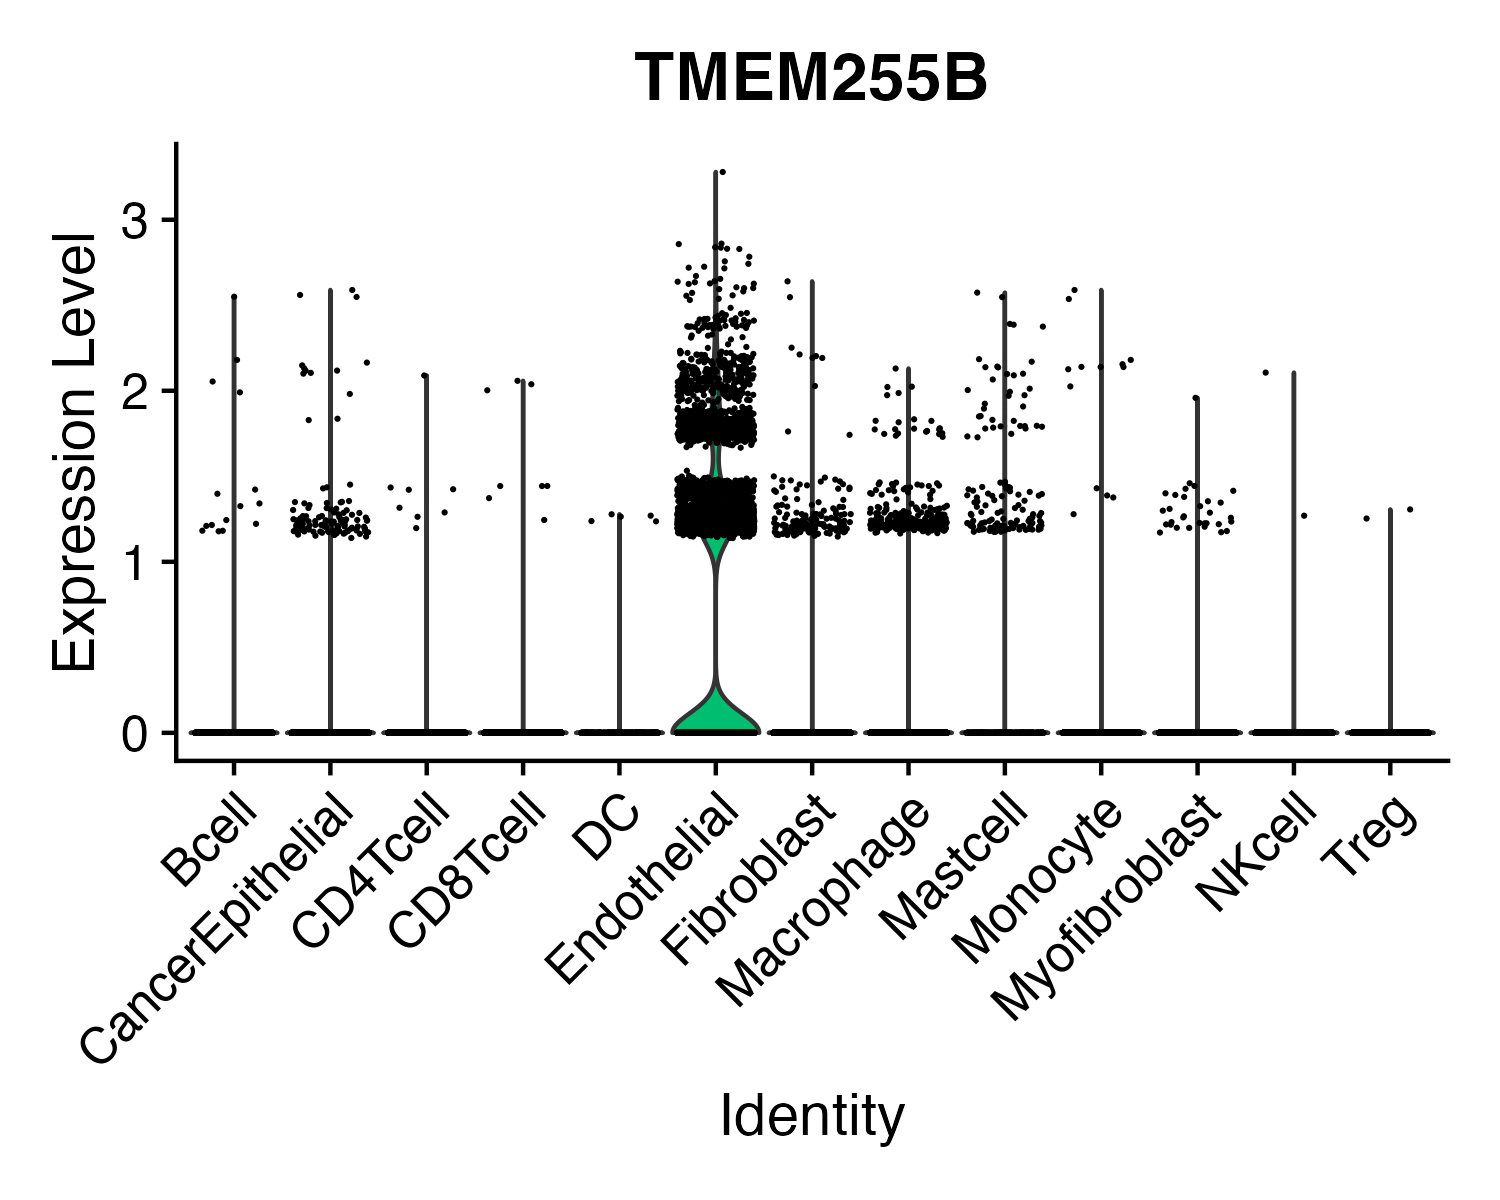 TMEM255B
Expression Level
3
2
1
0
Bcell
CancerEpithelial
CD4Tcell
CD8Tcell
DC
Endothelial
Fibroblast
Macrophage
Mastcell
Monocyte
Myofibroblast
NKcell
Treg
Identity